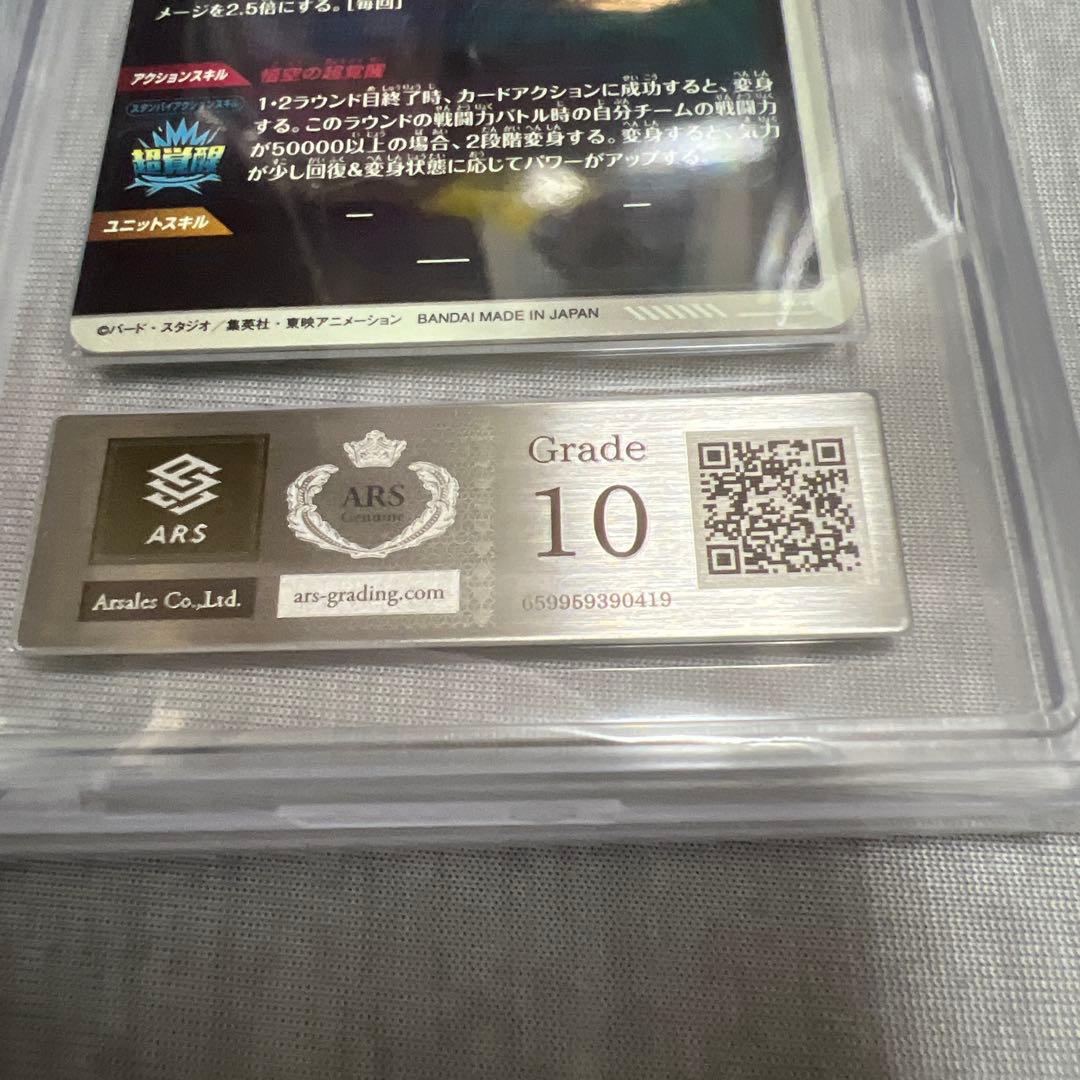 メージを2.5倍にする。[毎回]
アクションスキル
悟空の超覚醒
スタンバイアクションスキル
超覚醒
1・2ラウンド目終了時、カードアクションに成功すると、変身
する。このラウンドの戦闘力バトル時の自分チームの戦闘力
が50000以上の場合、2段階変身する。変身すると、気力
が少し回復&変身状態に応じてパワーがアップする。
ユニットスキル
©バード・スタジオ/集英社・東映アニメーション BANDAI MADE IN JAPAN
ARS
Arsales Co.,Ltd.
ARS
Genuine
ars-grading.com
Grade
10
659959390419